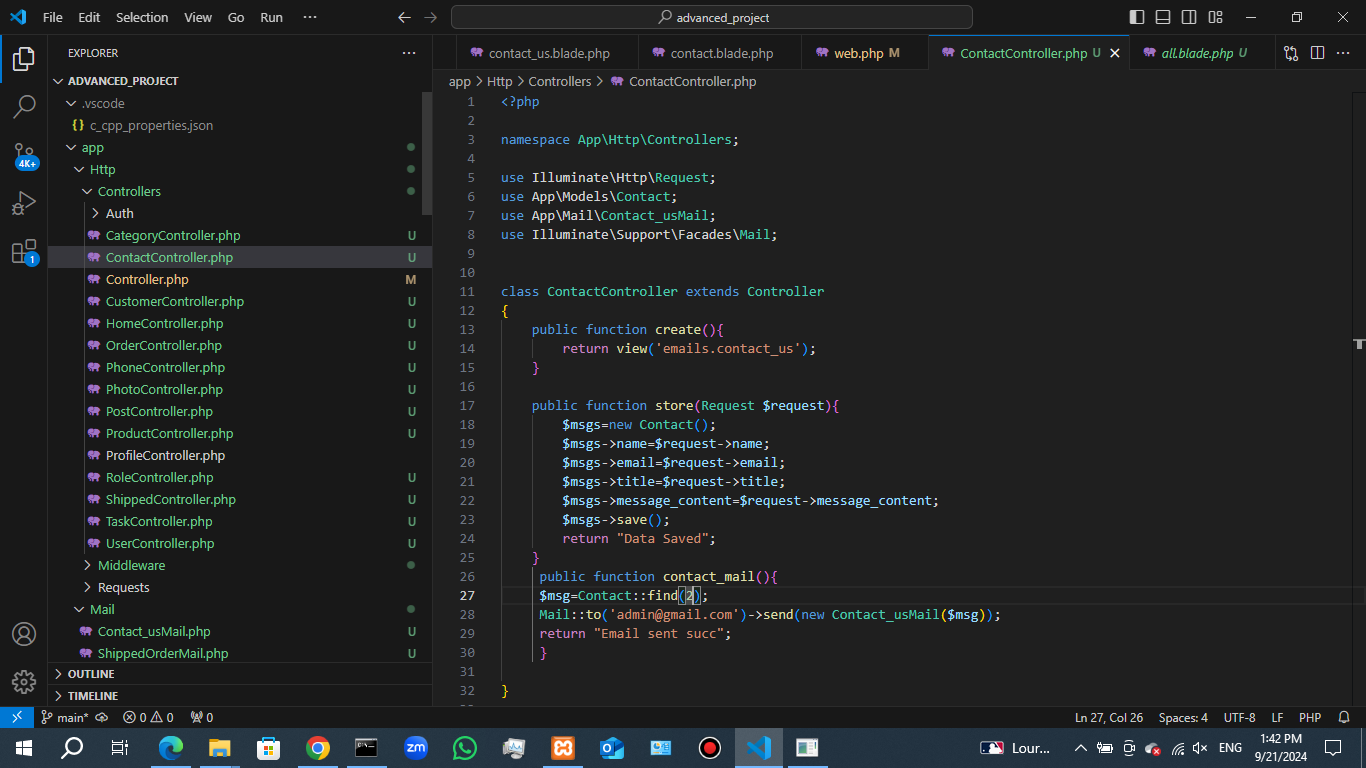 File Edit Selection View Go Run ··· advanced_project
EXPLORER ···
ADVANCED_PROJECT
.vscode
{} c_cpp_properties.json
app
Http
Controllers
Auth
CategoryController.php U
ContactController.php U
Controller.php M
CustomerController.php U
HomeController.php U
OrderController.php U
PhoneController.php U
PhotoController.php U
PostController.php U
ProductController.php U
ProfileController.php
RoleController.php U
ShippedController.php U
TaskController.php U
UserController.php U
Middleware
Requests
Mail
Contact_usMail.php U
ShippedOrderMail.php U
OUTLINE
TIMELINE
4K+
1
contact_us.blade.php contact.blade.php web.php M ContactController.php U all.blade.php U
app > Http > Controllers > ContactController.php
1 <?php
2
3 namespace App\Http\Controllers;
4
5 use Illuminate\Http\Request;
6 use App\Models\Contact;
7 use App\Mail\Contact_usMail;
8 use Illuminate\Support\Facades\Mail;
9
10
11 class ContactController extends Controller
12 {
13 public function create(){
14 return view('emails.contact_us');
15 }
16
17 public function store(Request $request){
18 $msgs=new Contact();
19 $msgs->name=$request->name;
20 $msgs->email=$request->email;
21 $msgs->title=$request->title;
22 $msgs->message_content=$request->message_content;
23 $msgs->save();
24 return "Data Saved";
25 }
26 public function contact_mail(){
27 $msg=Contact::find(2);
28 Mail::to('admin@gmail.com')->send(new Contact_usMail($msg));
29 return "Email sent succ";
30 }
31
32 }
main* 0 0 0 Ln 27, Col 26 Spaces: 4 UTF-8 LF PHP
zm Lour... ENG 1:42 PM
9/21/2024